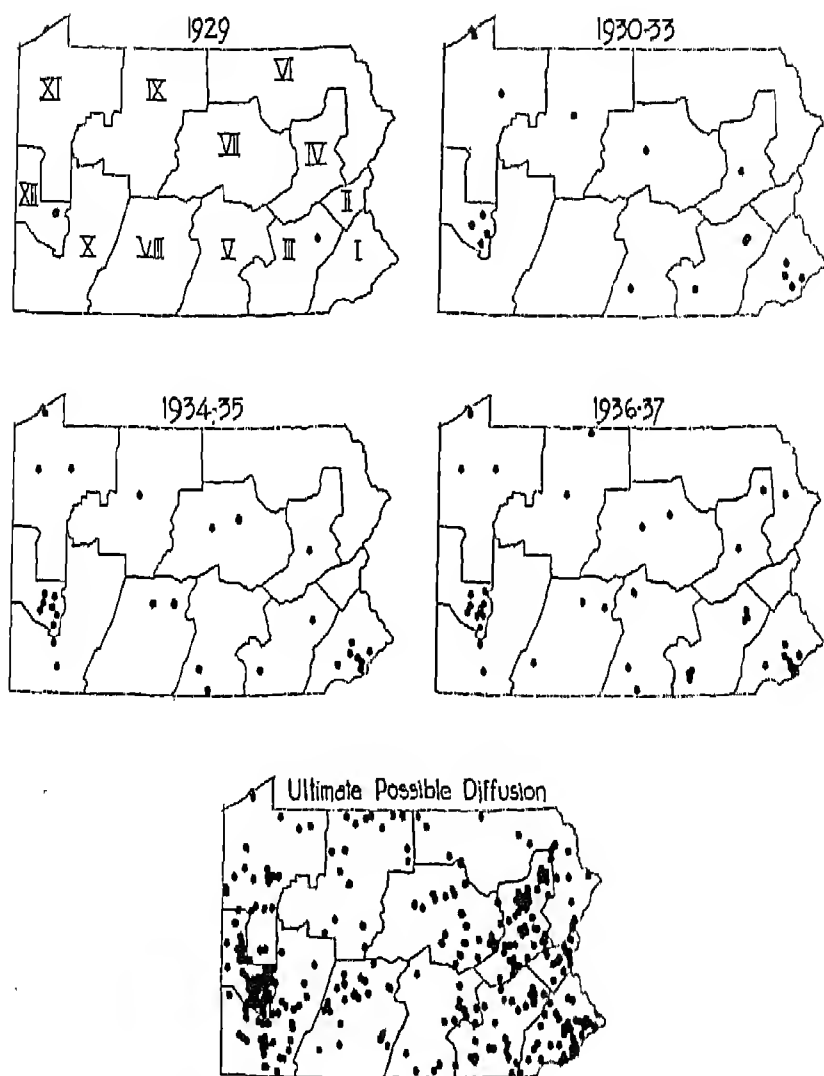 1929
XI
IX
VI
VII
IV
XII
II
X
VIII
V
III
I
1930-33
1934-35
1936-37
Ultimate Possible Diffusion